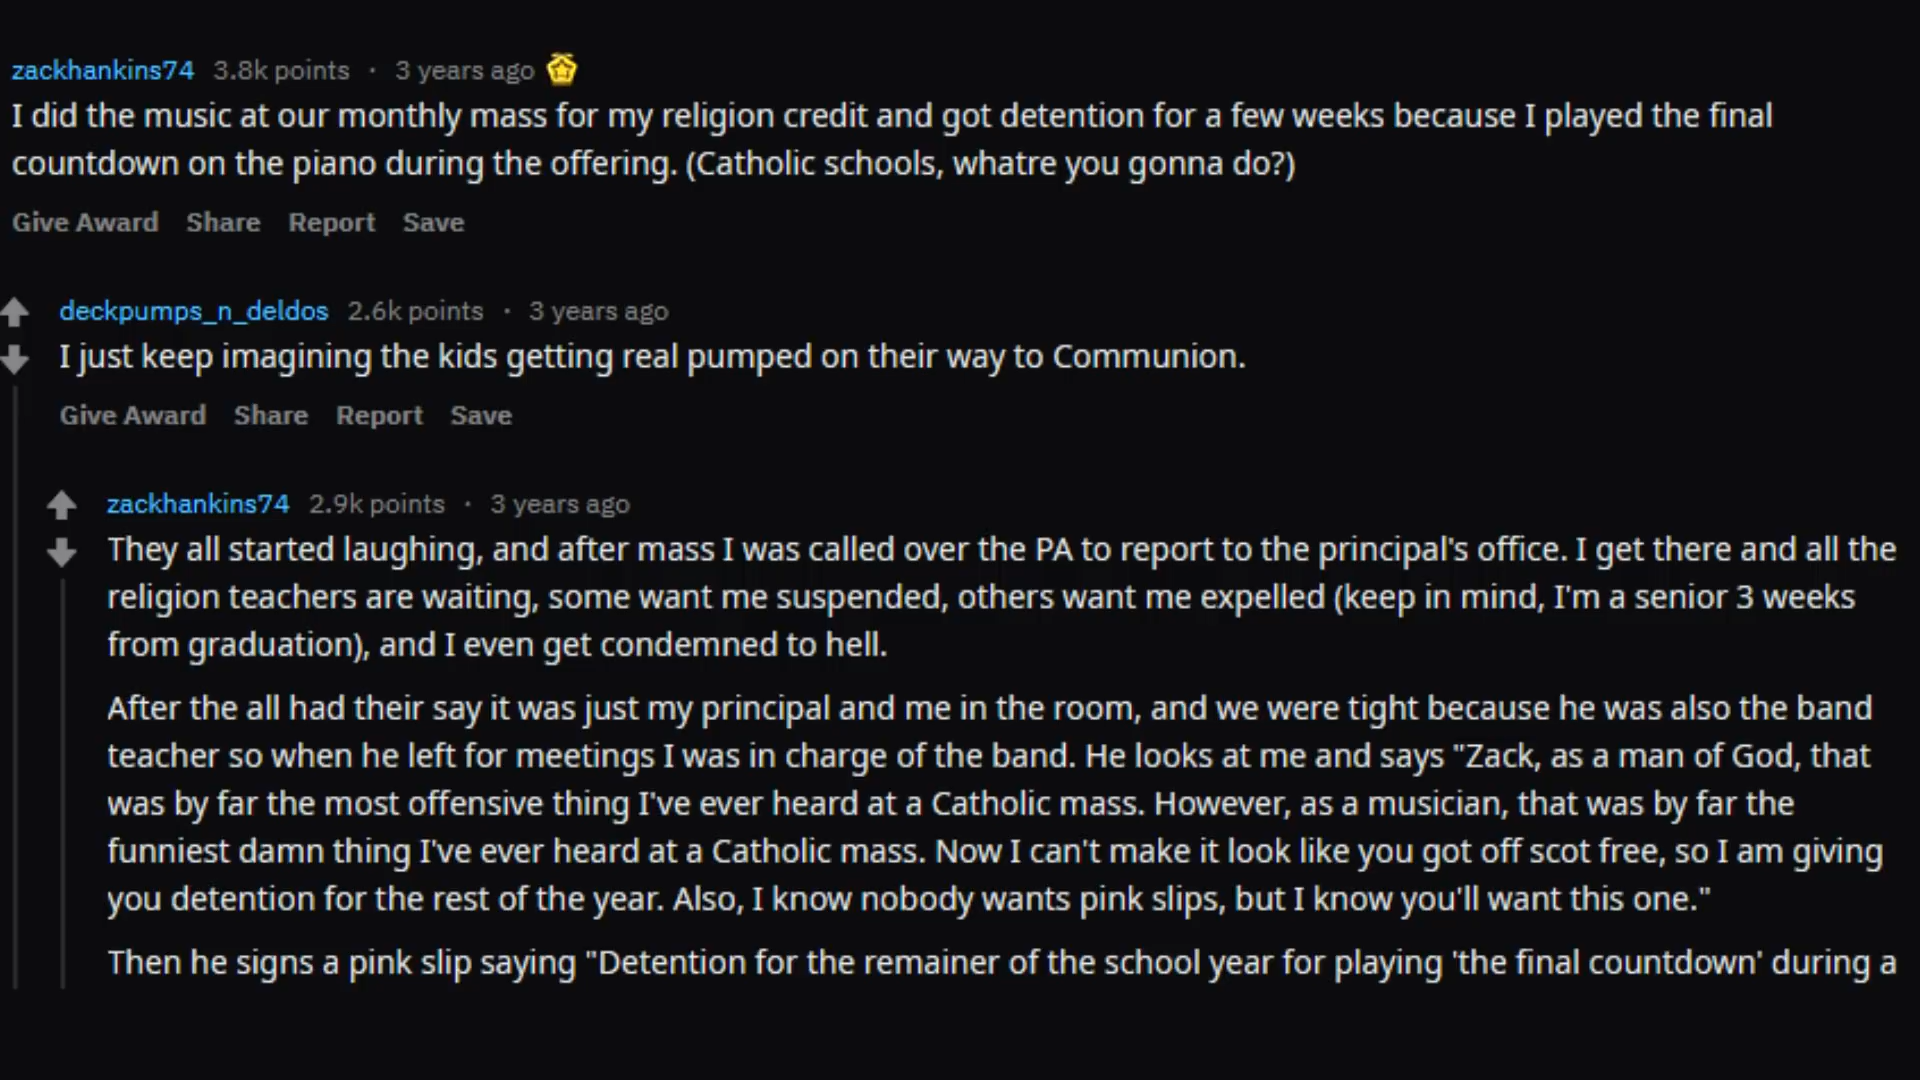 zackhankins74 3.8k points · 3 years ago
I did the music at our monthly mass for my religion credit and got detention for a few weeks because I played the final
countdown on the piano during the offering. (Catholic schools, whatre you gonna do?)
Give Award Share Report Save
deckpumps_n_deldos 2.6k points · 3 years ago
I just keep imagining the kids getting real pumped on their way to Communion.
Give Award Share Report Save
zackhankins74 2.9k points · 3 years ago
They all started laughing, and after mass I was called over the PA to report to the principal's office. I get there and all the
religion teachers are waiting, some want me suspended, others want me expelled (keep in mind, I'm a senior 3 weeks
from graduation), and I even get condemned to hell.
After the all had their say it was just my principal and me in the room, and we were tight because he was also the band
teacher so when he left for meetings I was in charge of the band. He looks at me and says "Zack, as a man of God, that
was by far the most offensive thing I've ever heard at a Catholic mass. However, as a musician, that was by far the
funniest damn thing I've ever heard at a Catholic mass. Now I can't make it look like you got off scot free, so I am giving
you detention for the rest of the year. Also, I know nobody wants pink slips, but I know you'll want this one."
Then he signs a pink slip saying "Detention for the remainer of the school year for playing 'the final countdown' during a